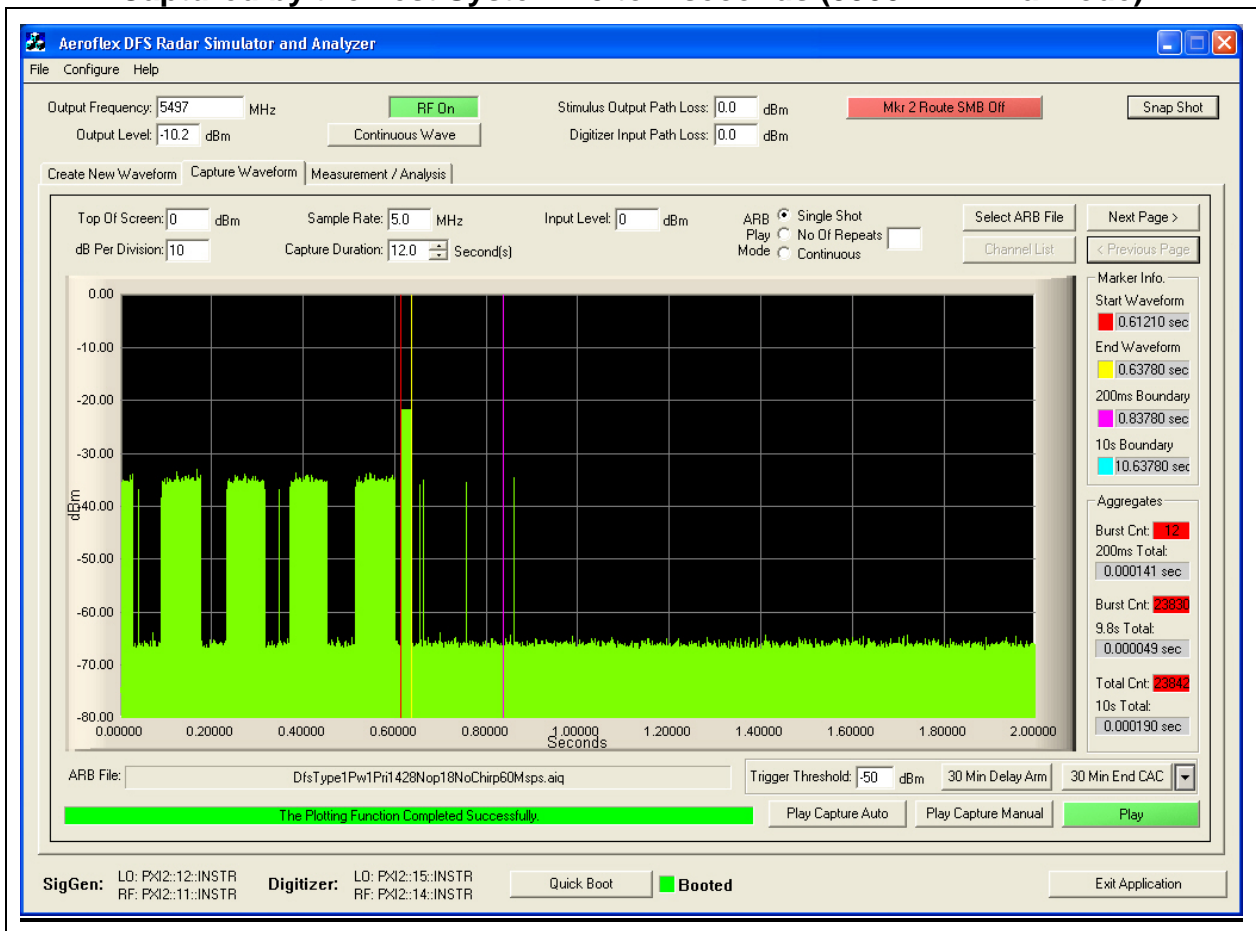 Aeroflex DFS Radar Simulator and Analyzer
File Configure Help
Output Frequency: 5497 MHz RF On Stimulus Output Path Loss: 0.0 dBm Mkr 2 Route SMB Off Snap Shot
Output Level: -10.2 dBm Continuous Wave Digitizer Input Path Loss: 0.0 dBm
Create New Waveform Capture Waveform Measurement / Analysis
Top Of Screen: 0 dBm Sample Rate: 5.0 MHz Input Level: 0 dBm ARB Play Mode Single Shot Select ARB File Next Page >
dB Per Division: 10 Capture Duration: 12.0 Second(s) No Of Repeats Channel List < Previous Page
Continuous
Marker Info.
Start Waveform
0.61210 sec
End Waveform
0.63780 sec
200ms Boundary
0.83780 sec
10s Boundary
10.63780 sec
Aggregates
Burst Cnt: 12
200ms Total:
0.000141 sec
Burst Cnt: 23830
9.8s Total:
0.000049 sec
Total Cnt: 23842
10s Total:
0.000190 sec
0.00
-10.00
-20.00
-30.00
-40.00
-50.00
-60.00
-70.00
-80.00
dBm
0.00000 0.20000 0.40000 0.60000 0.80000 1.00000 1.20000 1.40000 1.60000 1.80000 2.00000
Seconds
ARB File: DfsType1Pw1Pri1428Nop18NoChirp60Msps.aiq Trigger Threshold: -50 dBm 30 Min Delay Arm 30 Min End CAC
The Plotting Function Completed Successfully. Play Capture Auto Play Capture Manual Play
SigGen: LO: PXI2::12::INSTR Digitizer: LO: PXI2::15::INSTR Quick Boot Booted Exit Application
RF: PXI2::11::INSTR RF: PXI2::14::INSTR